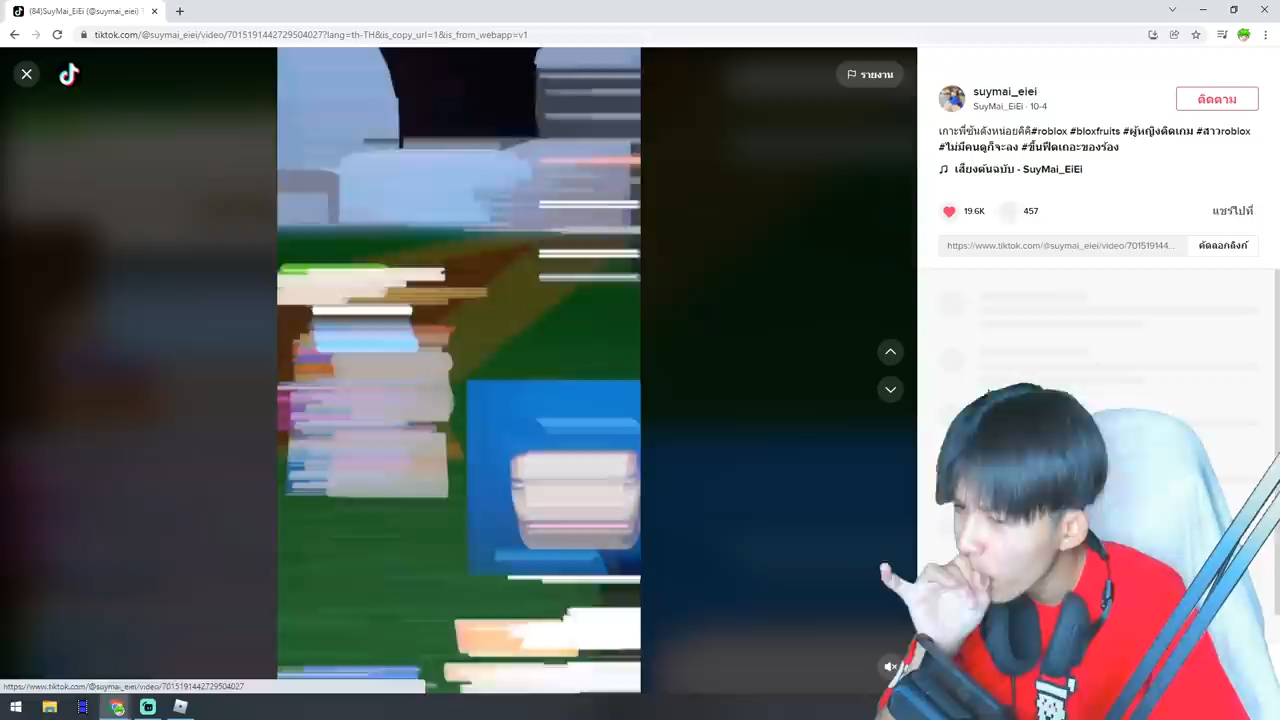 (84)SuyMai_EiEi (@suymai_eiei) T
tiktok.com/@suymai_eiei/video/7015191442729504027?lang=th-TH&is_copy_url=1&is_from_webapp=v1
รายงาน
suymai_eiei
SuyMai_EiEi · 10-4
ติดตาม
เกาะพี่ซันดังหน่อยคิคิ#roblox #bloxfruits #ผู้หญิงติดเกม #สาวroblox
#ไม่มีคนดูก็จะลง #ขึ้นฟีดเถอะของร้อง
เสียงต้นฉบับ - SuyMai_EiEi
19.6K
457
แชร์ไปที่
https://www.tiktok.com/@suymai_eiei/video/701519144...
คัดลอกลิงก์
https://www.tiktok.com/@suymai_eiei/video/7015191442729504027